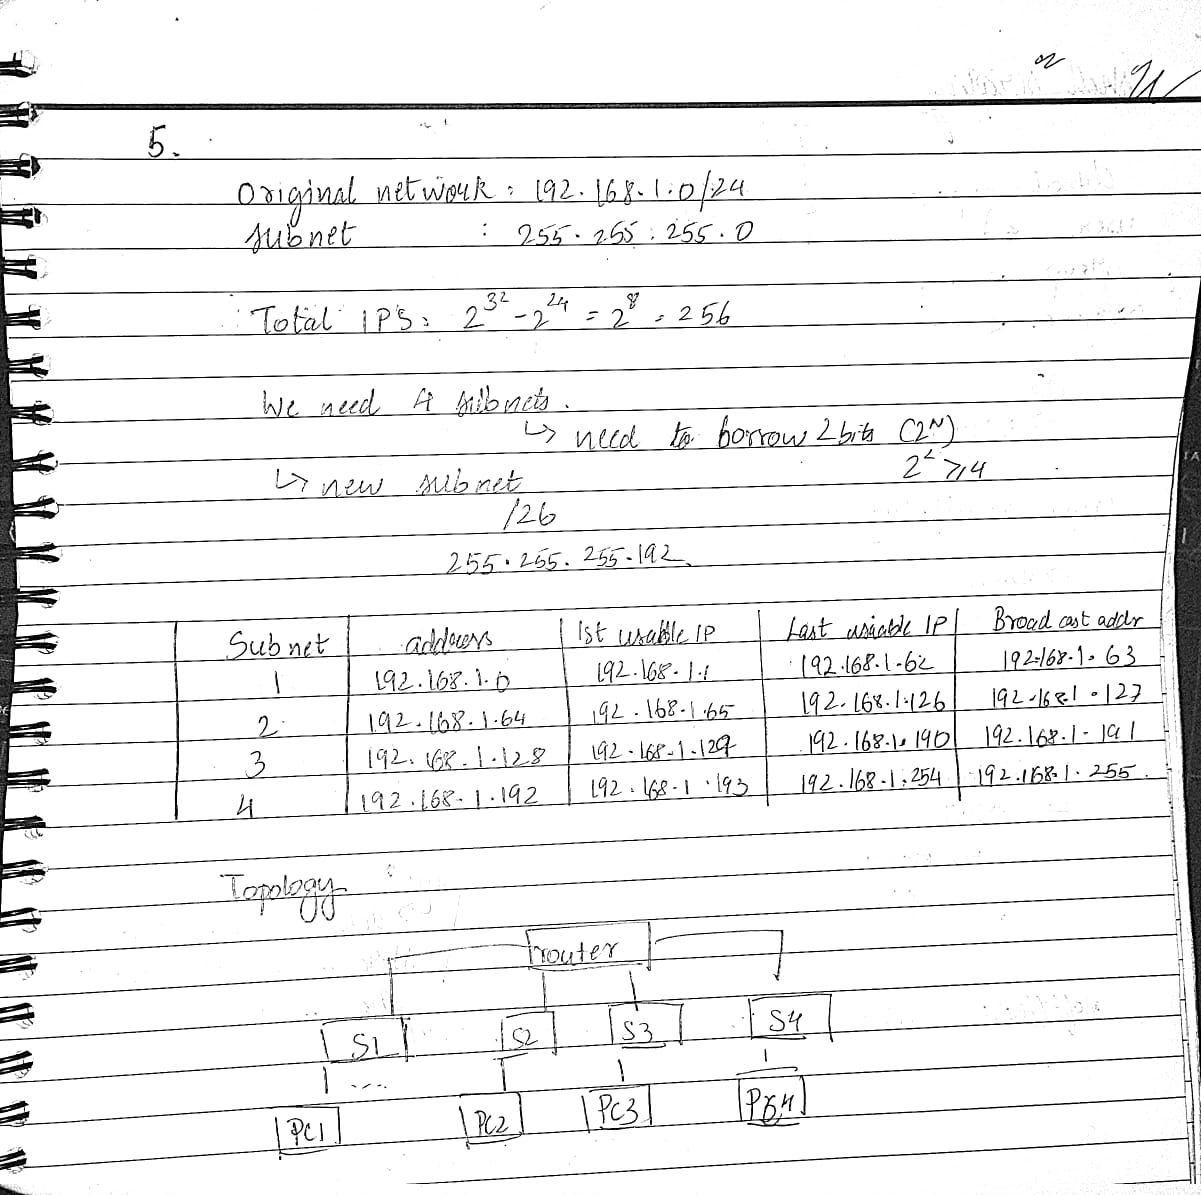 5.
Original network : 192.168.1.0/24
subnet : 255.255.255.0
Total IPS: 2^32 - 2^24 = 2^8 = 256
We need 4 subnets.
↳ need to borrow 2 bits (2^N)
2^2 ≥ 4
↳ new subnet
/26
255.255.255.192
Subnet address 1st usable IP Last usable IP Broad cast addr
1 192.168.1.0 192.168.1.1 192.168.1.62 192.168.1.63
2 192.168.1.64 192.168.1.65 192.168.1.126 192.168.1.127
3 192.168.1.128 192.168.1.129 192.168.1.190 192.168.1.191
4 192.168.1.192 192.168.1.193 192.168.1.254 192.168.1.255
Topology
router
S1 S2 S3 S4
....
PC1 PC2 PC3 PC4